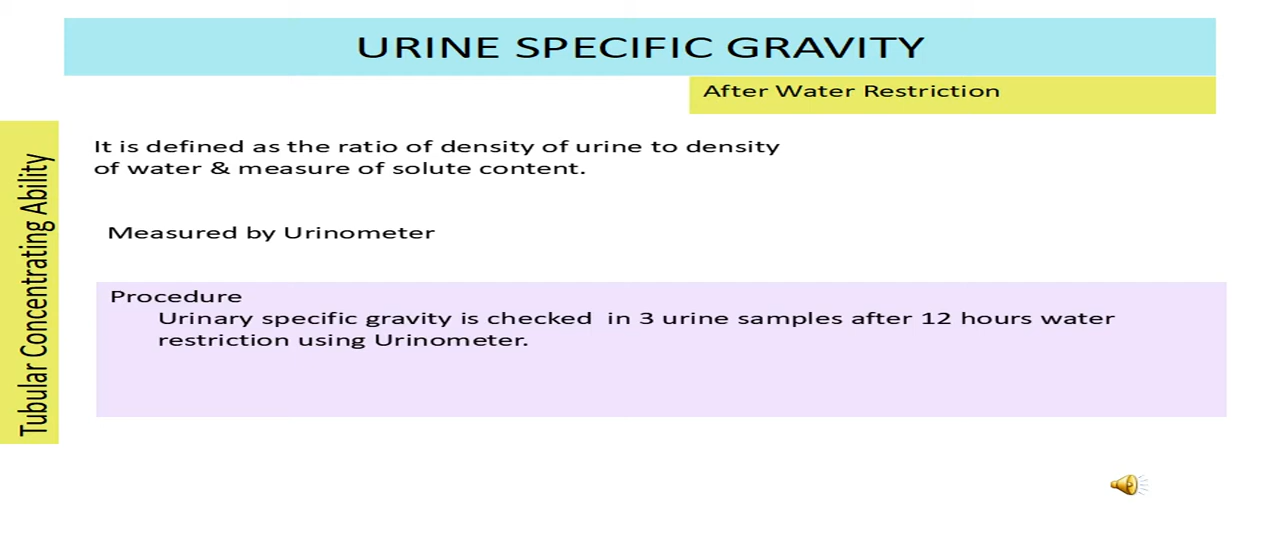 URINE SPECIFIC GRAVITY
After Water Restriction
Tubular Concentrating Ability
It is defined as the ratio of density of urine to density
of water & measure of solute content.
Measured by Urinometer
Procedure
Urinary specific gravity is checked in 3 urine samples after 12 hours water
restriction using Urinometer.